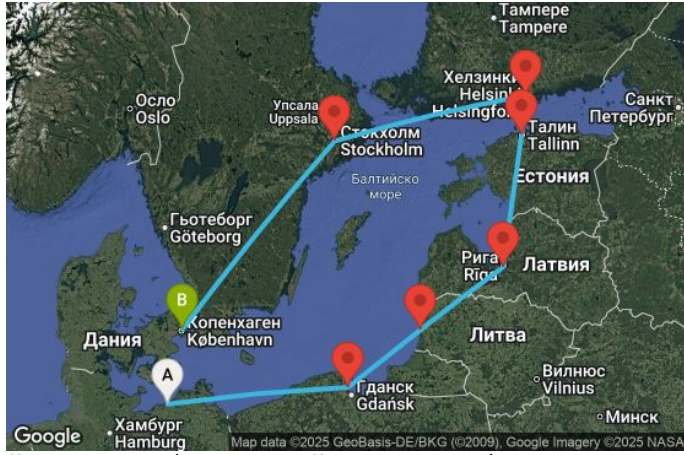 Тампере
Tampere
Хелзинки
Helsinki
Helsingfo
Санкт
Петербург
Осло
Oslo
Упсала
Uppsala
Стокхолм
Stockholm
Талин
Tallinn
Балтийско
море
Естония
Гьотеборг
Göteborg
Рига
Rīga
Латвия
B
Копенхаген
København
Дания
Литва
A
Вилнюс
Vilnius
Гданск
Gdańsk
Минск
Хамбург
Hamburg
Google
Map data ©2025 GeoBasis-DE/BKG (©2009), Google Imagery ©2025 NASA